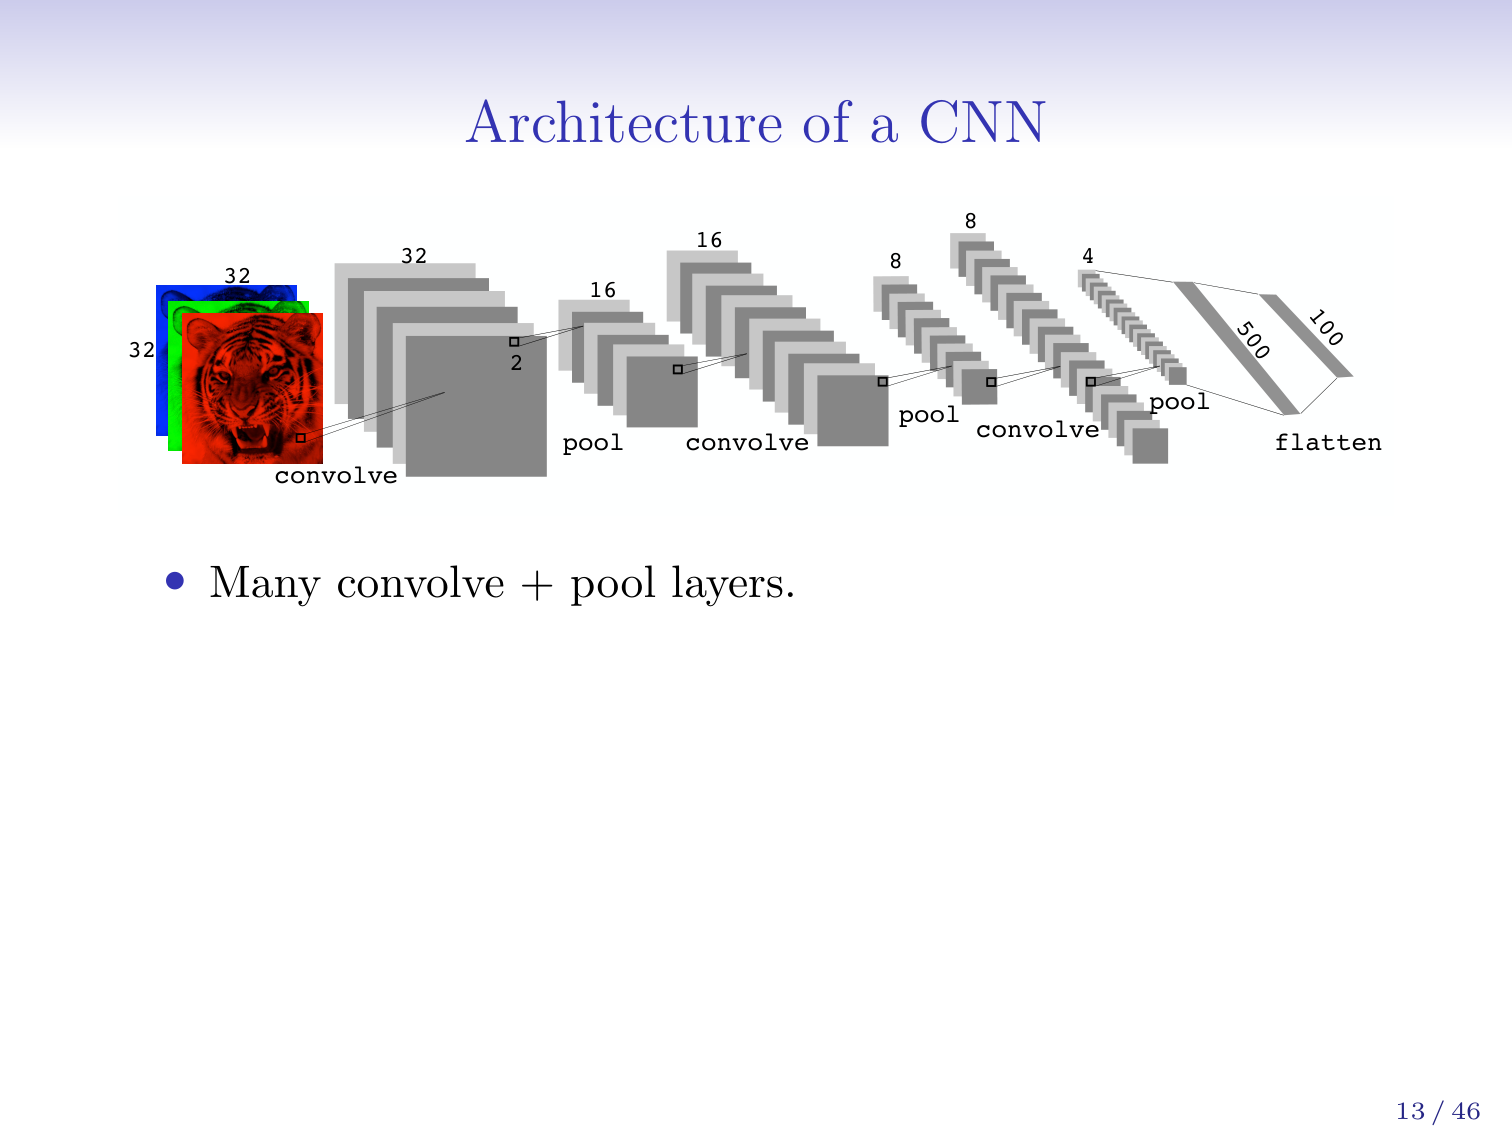 Architecture of a CNN
32
32
convolve
32
2
16
pool
16
convolve
8
pool
8
convolve
4
pool
500
100
flatten
• Many convolve + pool layers.
13 / 46